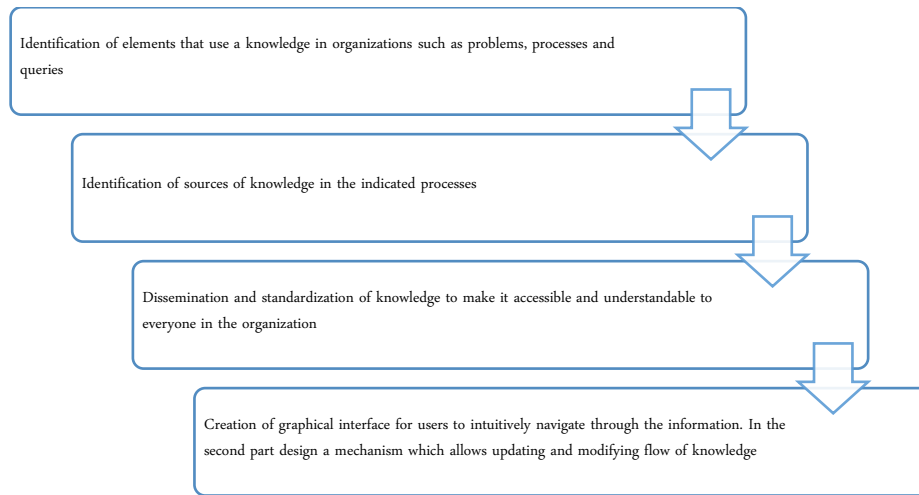 Identification of elements that use a knowledge in organizations such as problems, processes and
queries
Identification of sources of knowledge in the indicated processes
Dissemination and standardization of knowledge to make it accessible and understandable to
everyone in the organization
Creation of graphical interface for users to intuitively navigate through the information. In the
second part design a mechanism which allows updating and modifying flow of knowledge